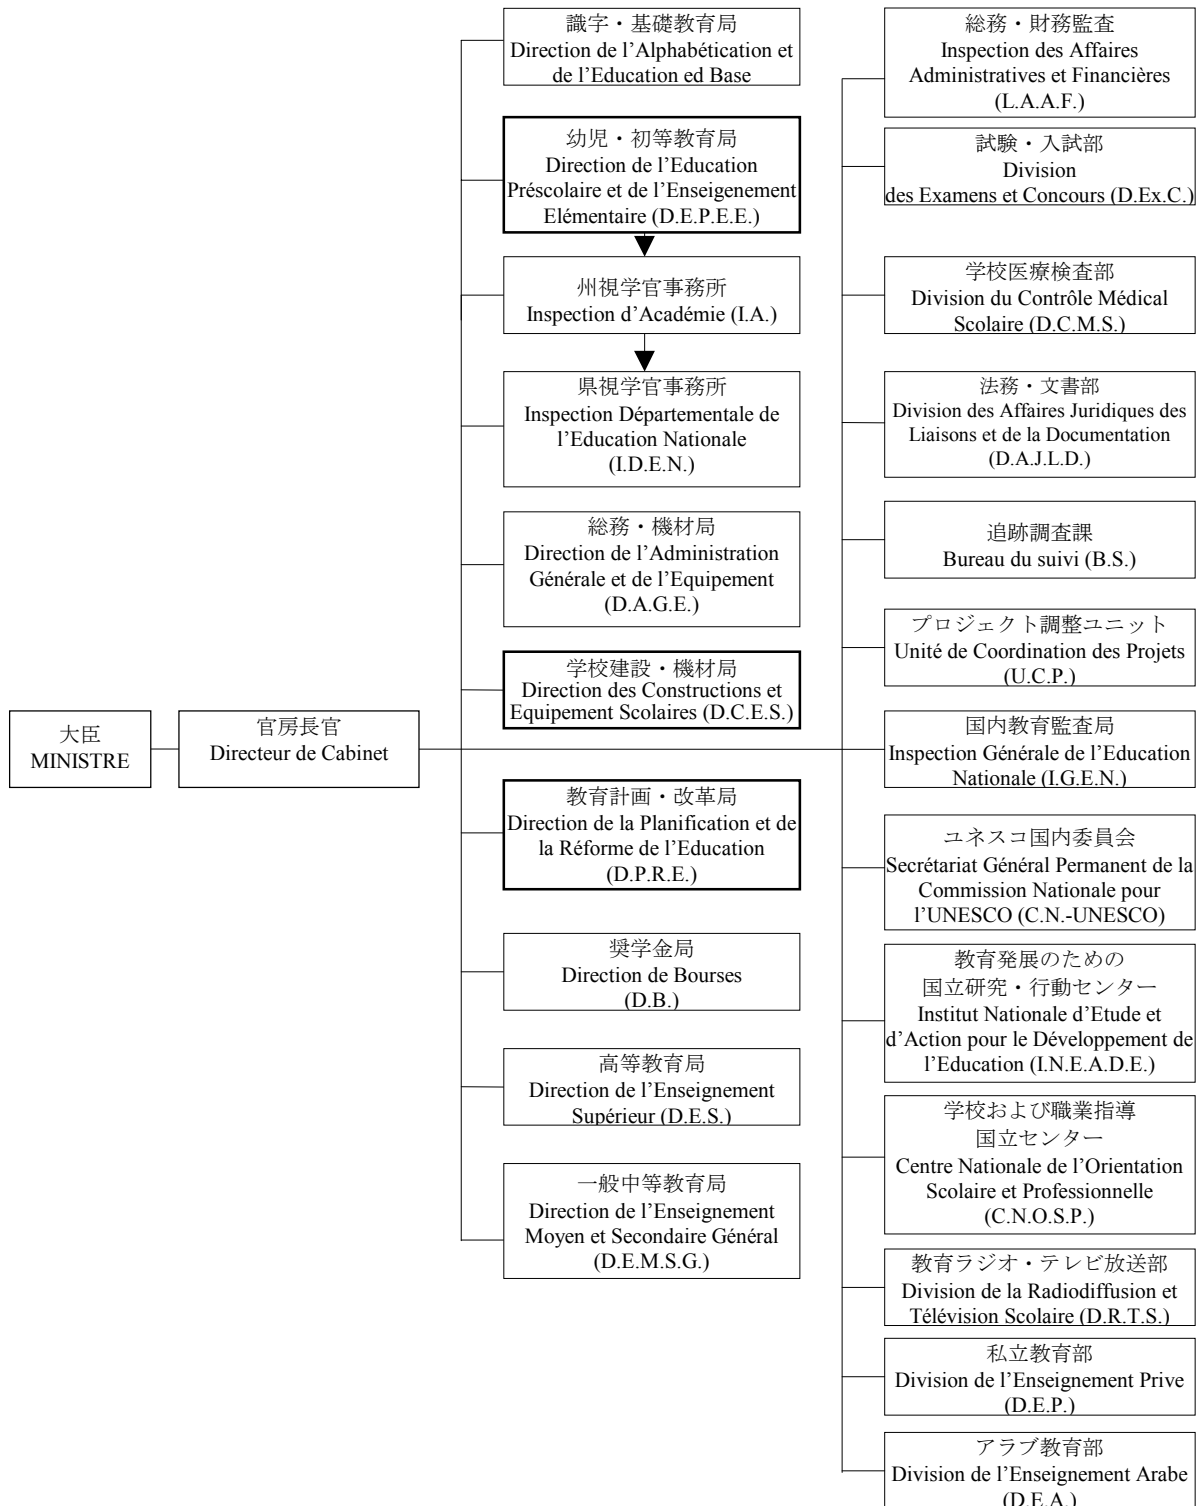 大臣
MINISTRE
官房長官
Directeur de Cabinet
識字・基礎教育局
Direction de l’Alphabétication et
de l’Education ed Base
幼児・初等教育局
Direction de l’Education
Préscolaire et de l’Enseigenement
Elémentaire (D.E.P.E.E.)
州視学官事務所
Inspection d’Académie (I.A.)
県視学官事務所
Inspection Départementale de
l’Education Nationale
(I.D.E.N.)
総務・機材局
Direction de l’Administration
Générale et de l’Equipement
(D.A.G.E.)
学校建設・機材局
Direction des Constructions et
Equipement Scolaires (D.C.E.S.)
教育計画・改革局
Direction de la Planification et de
la Réforme de l’Education
(D.P.R.E.)
奨学金局
Direction de Bourses
(D.B.)
高等教育局
Direction de l’Enseignement
Supérieur (D.E.S.)
一般中等教育局
Direction de l’Enseignement
Moyen et Secondaire Général
(D.E.M.S.G.)
総務・財務監査
Inspection des Affaires
Administratives et Financières
(L.A.A.F.)
試験・入試部
Division
des Examens et Concours (D.Ex.C.)
学校医療検査部
Division du Contrôle Médical
Scolaire (D.C.M.S.)
法務・文書部
Division des Affaires Juridiques des
Liaisons et de la Documentation
(D.A.J.L.D.)
追跡調査課
Bureau du suivi (B.S.)
プロジェクト調整ユニット
Unité de Coordination des Projets
(U.C.P.)
国内教育監査局
Inspection Générale de l’Education
Nationale (I.G.E.N.)
ユネスコ国内委員会
Secrétariat Général Permanent de la
Commission Nationale pour
l’UNESCO (C.N.-UNESCO)
教育発展のための
国立研究・行動センター
Institut Nationale d’Etude et
d’Action pour le Développement de
l’Education (I.N.E.A.D.E.)
学校および職業指導
国立センター
Centre Nationale de l’Orientation
Scolaire et Professionnelle
(C.N.O.S.P.)
教育ラジオ・テレビ放送部
Division de la Radiodiffusion et
Télévision Scolaire (D.R.T.S.)
私立教育部
Division de l’Enseignement Prive
(D.E.P.)
アラブ教育部
Division de l’Enseignement Arabe
(D.E.A.)